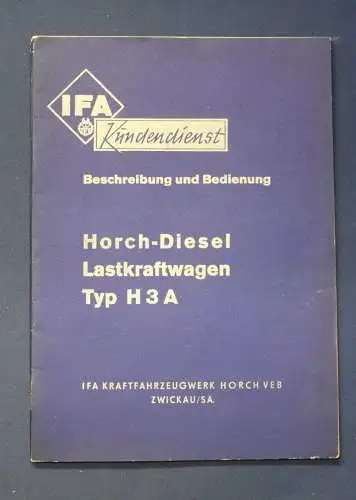 IFA
Kundendienst
Beschreibung und Bedienung
Horch-Diesel
Lastkraftwagen
Typ H3A
IFA KRAFTFAHRZEUGWERK HORCH VEB
ZWICKAU/SA.